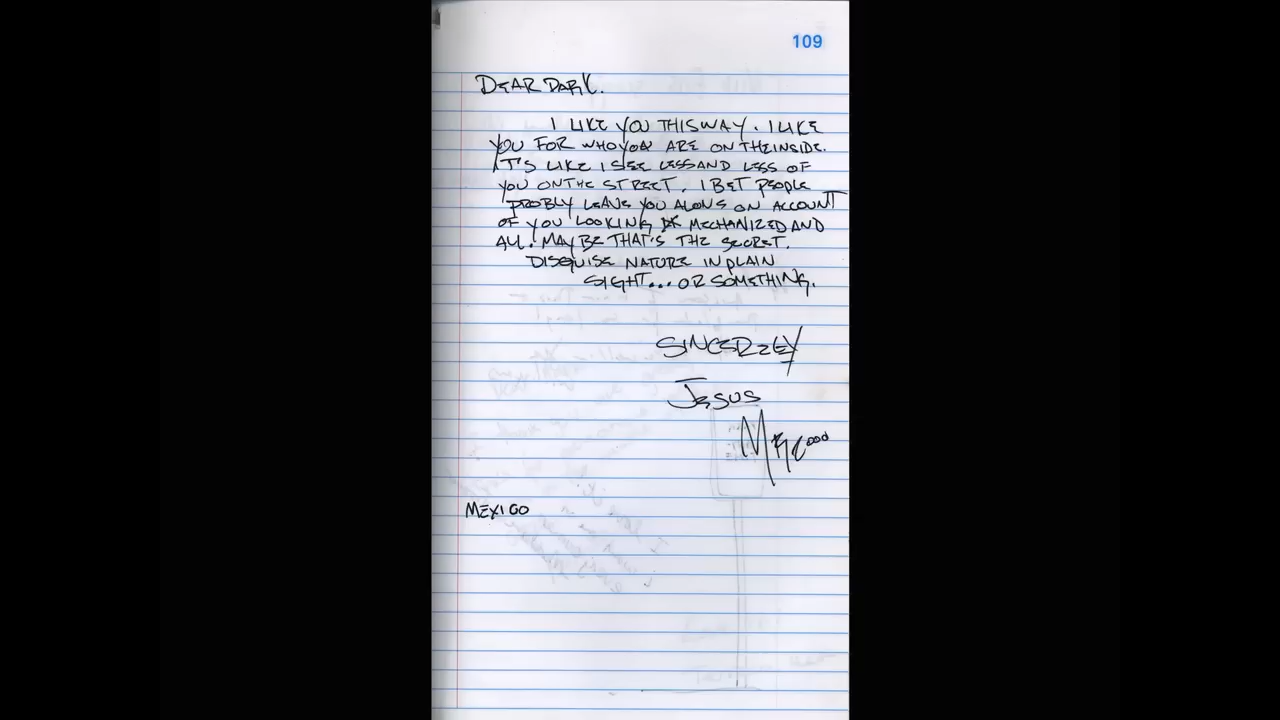 109
DEAR DARK.
I LIKE YOU THIS WAY. I LIKE
YOU FOR WHO YOU ARE ON THE INSIDE.
IT'S LIKE I SEE LESS AND LESS OF
YOU ON THE STREET. I BET PEOPLE
PROBLY LEAVE YOU ALONE ON ACCOUNT
OF YOU LOOKING MECHANIZED AND
ALL. MAYBE THAT'S THE SECRET.
DISGUISE NATURE IN PLAIN
SIGHT... OR SOMETHING.
SINCERELY
JESUS
MEXICO